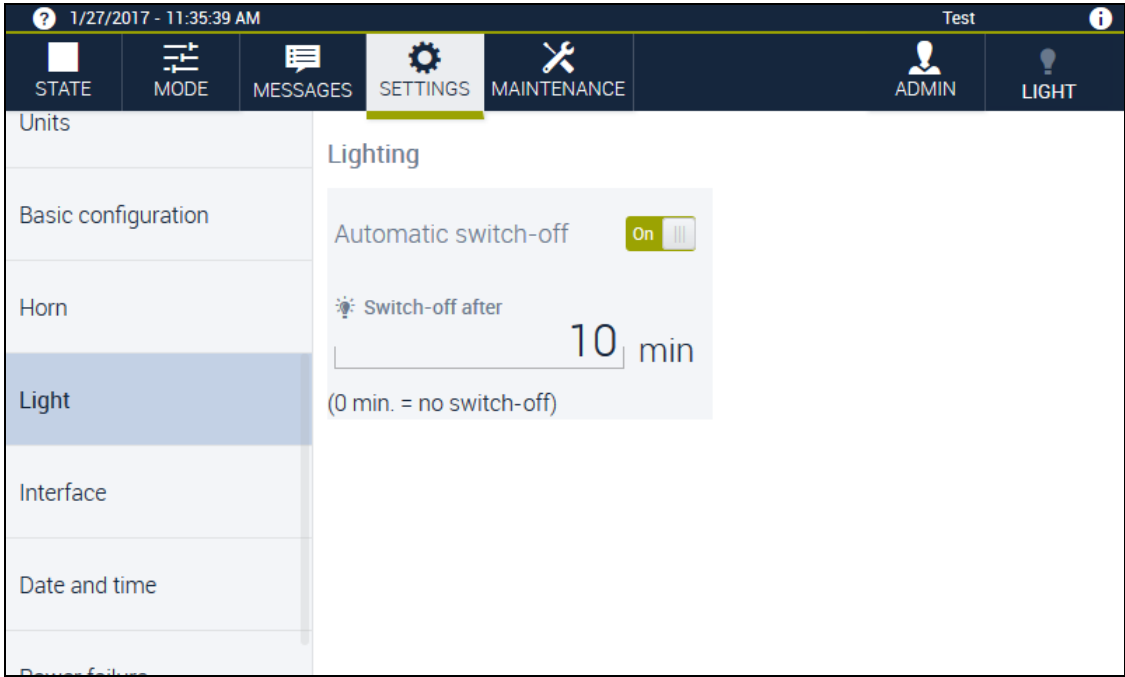 ? 1/27/2017 - 11:35:39 AM Test i
STATE MODE MESSAGES SETTINGS MAINTENANCE ADMIN LIGHT
Units
Lighting
Basic configuration
Automatic switch-off On
Horn
Switch-off after
10 min
Light
(0 min. = no switch-off)
Interface
Date and time
Power failure